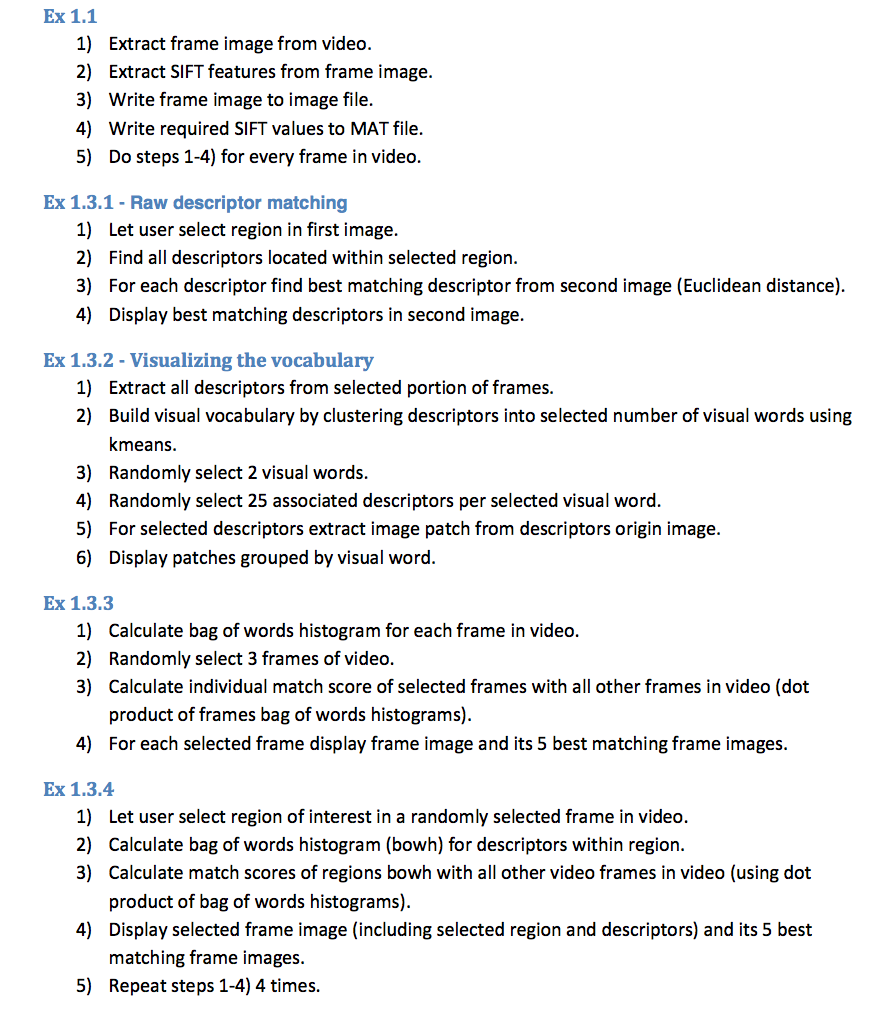 Ex 1.1
1) Extract frame image from video.
2) Extract SIFT features from frame image.
3) Write frame image to image file.
4) Write required SIFT values to MAT file.
5) Do steps 1-4) for every frame in video.
Ex 1.3.1 - Raw descriptor matching
1) Let user select region in first image.
2) Find all descriptors located within selected region.
3) For each descriptor find best matching descriptor from second image (Euclidean distance).
4) Display best matching descriptors in second image.
Ex 1.3.2 - Visualizing the vocabulary
1) Extract all descriptors from selected portion of frames.
2) Build visual vocabulary by clustering descriptors into selected number of visual words using
kmeans.
3) Randomly select 2 visual words.
4) Randomly select 25 associated descriptors per selected visual word.
5) For selected descriptors extract image patch from descriptors origin image.
6) Display patches grouped by visual word.
Ex 1.3.3
1) Calculate bag of words histogram for each frame in video.
2) Randomly select 3 frames of video.
3) Calculate individual match score of selected frames with all other frames in video (dot
product of frames bag of words histograms).
4) For each selected frame display frame image and its 5 best matching frame images.
Ex 1.3.4
1) Let user select region of interest in a randomly selected frame in video.
2) Calculate bag of words histogram (bowh) for descriptors within region.
3) Calculate match scores of regions bowh with all other video frames in video (using dot
product of bag of words histograms).
4) Display selected frame image (including selected region and descriptors) and its 5 best
matching frame images.
5) Repeat steps 1-4) 4 times.